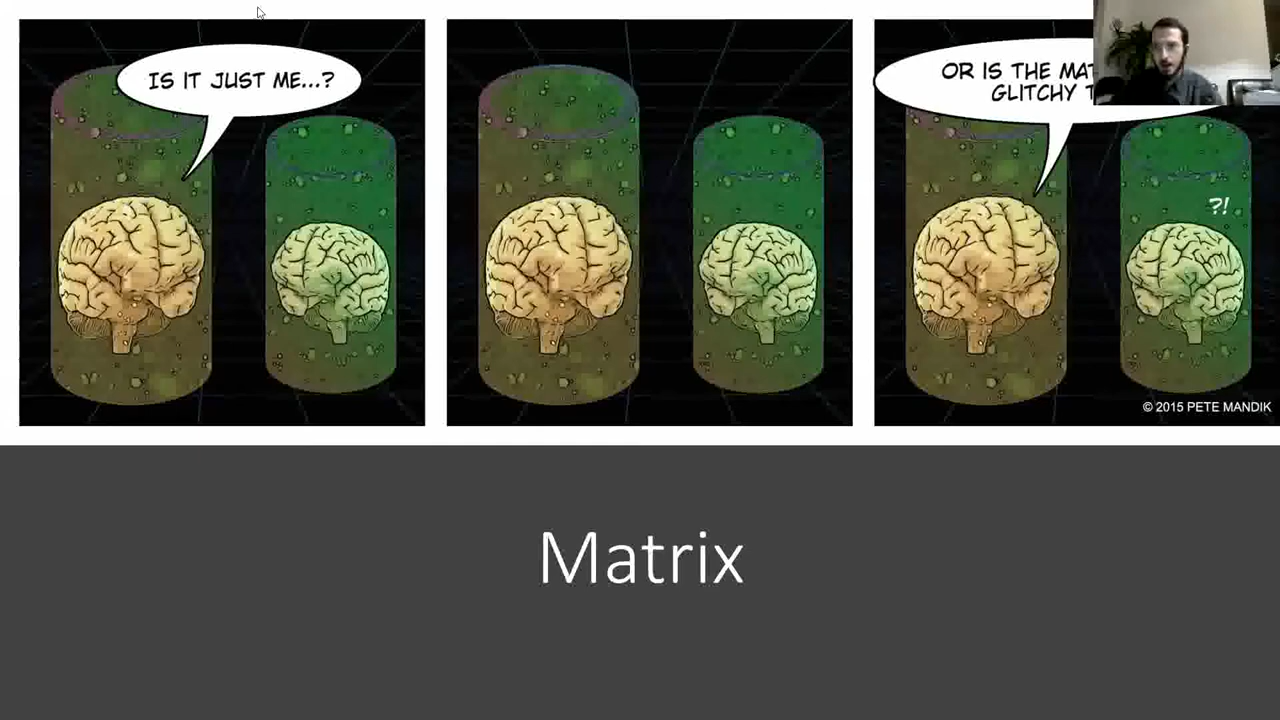 IS IT JUST ME...?
OR IS THE
GLITCHY
?!
© 2015 PETE MANDIK
Matrix